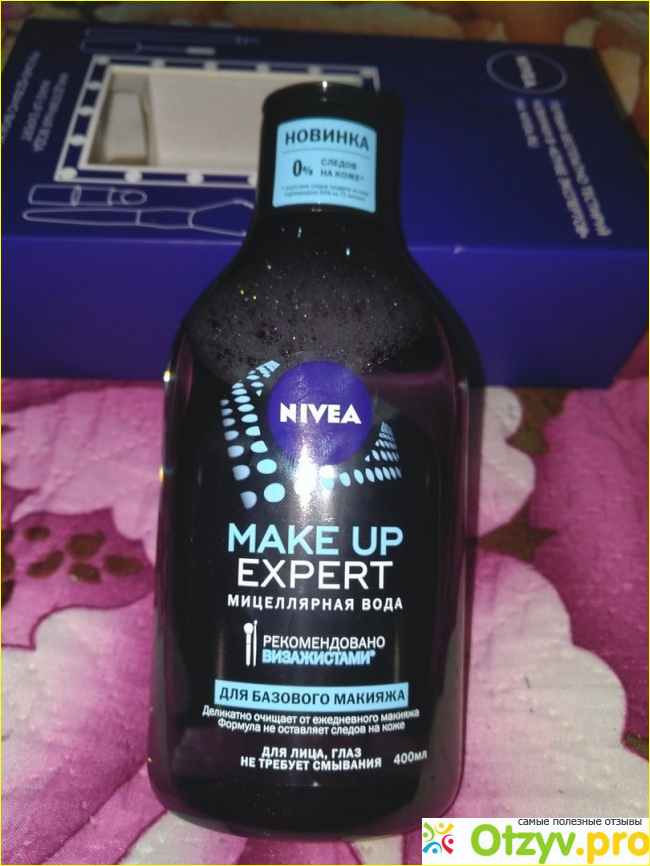 NIVEA
НОВИНКА
0% СЛЕДОВ
НА КОЖЕ*
NIVEA
MAKE UP
EXPERT
МИЦЕЛЛЯРНАЯ ВОДА
РЕКОМЕНДОВАНО
ВИЗАЖИСТАМИ*
ДЛЯ БАЗОВОГО МАКИЯЖА
Деликатно очищает от ежедневного макияжа
Формула не оставляет следов на коже
ДЛЯ ЛИЦА, ГЛАЗ
НЕ ТРЕБУЕТ СМЫВАНИЯ
400мл
самые полезные отзывы
Otzyv.pro